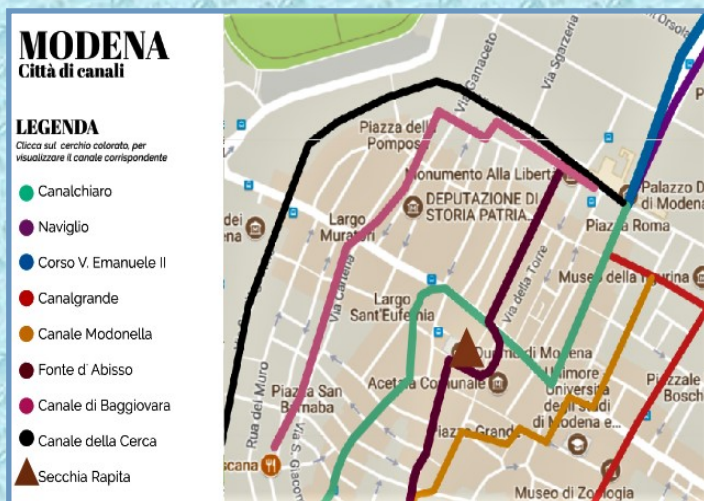 MODENA
Città di canali
LEGENDA
Clicca sul cerchio colorato, per
visualizzare il canale corrispondente
Canalchiaro
Naviglio
Corso V. Emanuele II
Canalgrande
Canale Modonella
Fonte d' Abisso
Canale di Baggiovara
Canale della Cerca
Secchia Rapita
Via Ganaceto
Via Sgarzeria
Piazza della
Pomposa
Monumento Alla Libertà
DEPUTAZIONE DI
STORIA PATRIA...
Palazzo D
di Modena
Piazza Roma
Largo
Muratori
Via Carteria
Via della Torre
Museo della Figurina
Largo
Sant'Eufemia
Duomo di Modena
Acetaia Comunale
Unimore
Università
degli studi
di Modena e...
Piazzale
Bosch
Rua del Muro
Piazza San
Barnaba
Via S. Giaco
Piazza Grande
scana
Museo di Zoologia